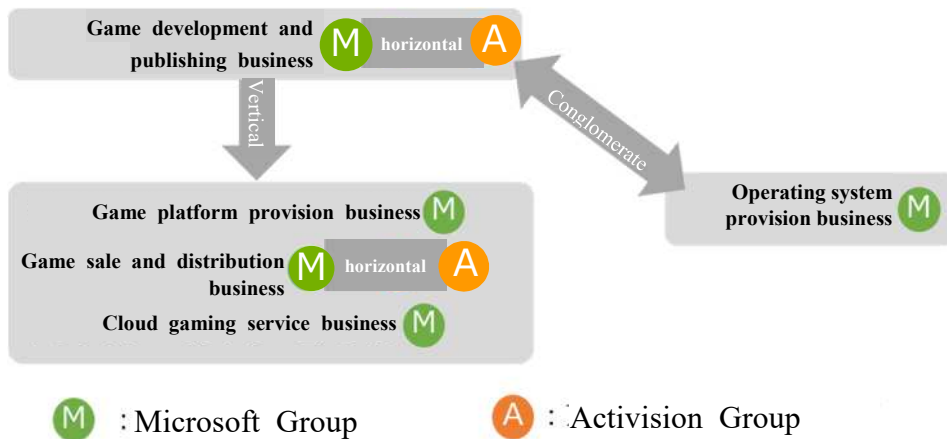 Game development and
publishing business
M horizontal A
Vertical
Conglomerate
Game platform provision business M
Game sale and distribution
business
M horizontal A
Cloud gaming service business M
Operating system
provision business
M
M : Microsoft Group
A : Activision Group